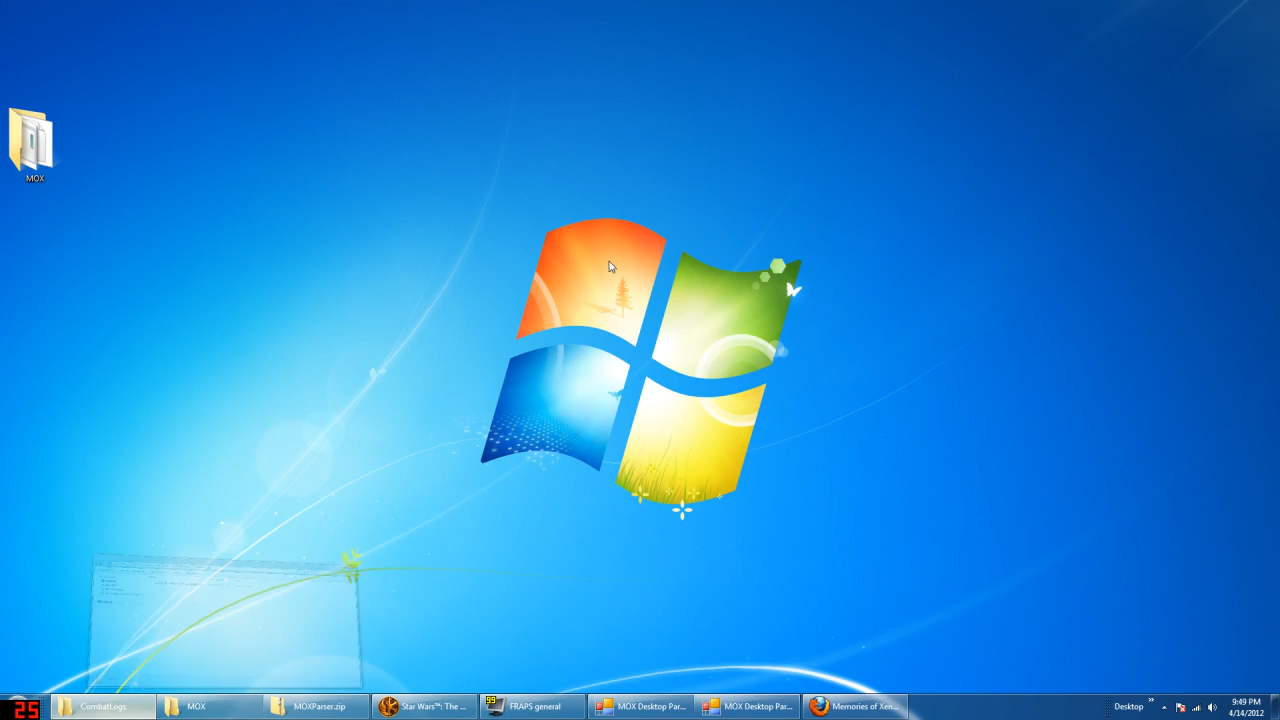 MOX
25
CombatLogs
MOX
MOXParser.zip
Star Wars™: The ...
99
FRAPS general
MOX Desktop Par...
MOX Desktop Par...
Memories of Xen...
Desktop
9:49 PM
4/14/2012